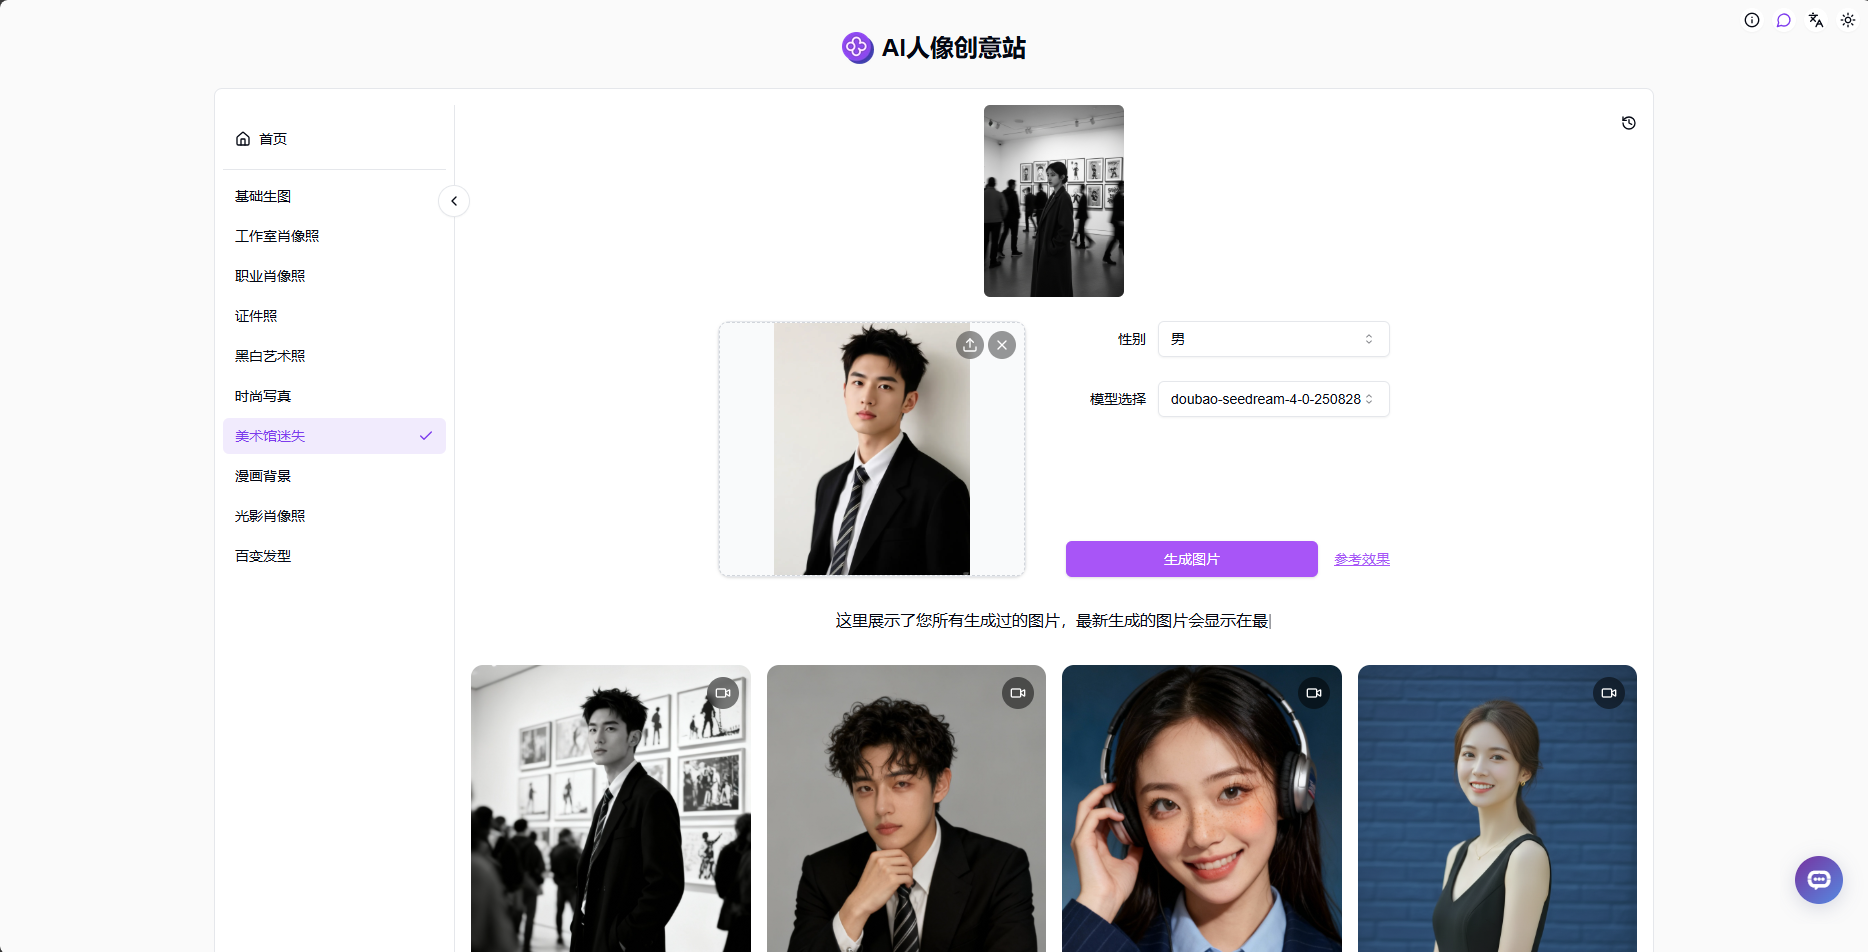 AI人像创意站
首页
基础生图
工作室肖像照
职业肖像照
证件照
黑白艺术照
时尚写真
美术馆迷失
漫画背景
光影肖像照
百变发型
性别
男
模型选择
doubao-seedream-4-0-250828
生成图片
参考效果
这里展示了您所有生成过的图片，最新生成的图片会显示在最